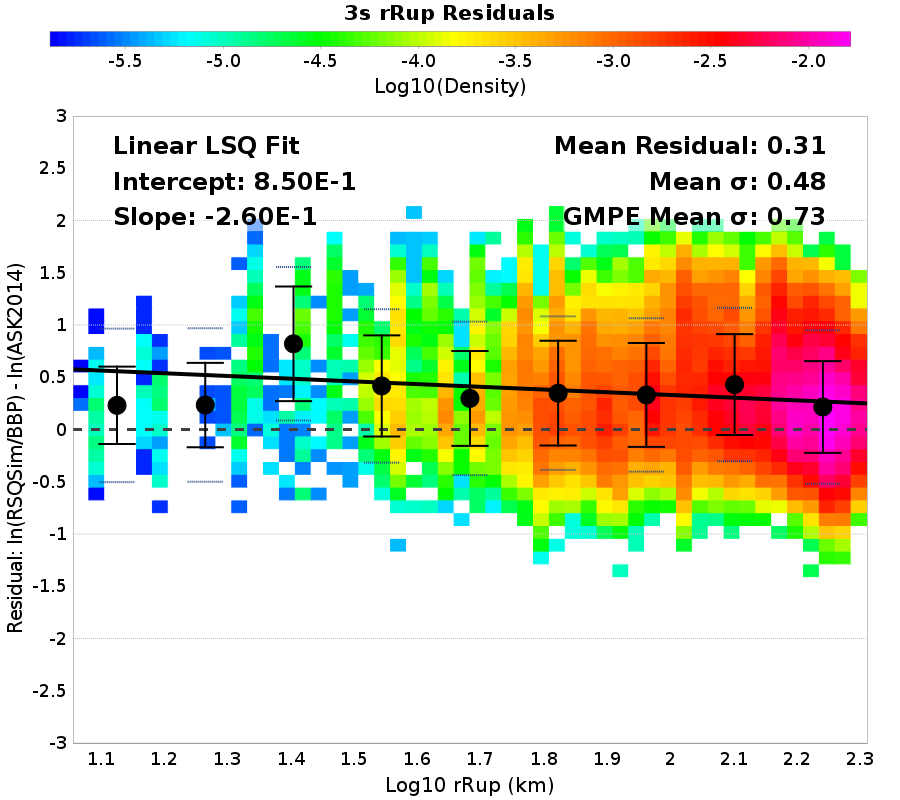 3s rRup Residuals
-5.5 -5.0 -4.5 -4.0 -3.5 -3.0 -2.5 -2.0
Log10(Density)
Linear LSQ Fit
Intercept: 8.50E-1
Slope: -2.60E-1
Mean Residual: 0.31
Mean σ: 0.48
GMPE Mean σ: 0.73
Residual: ln(RSQSim/BBP) - ln(ASK2014)
3
2.5
2
1.5
1
0.5
0
-0.5
-1
-1.5
-2
-2.5
-3
1.1 1.2 1.3 1.4 1.5 1.6 1.7 1.8 1.9 2 2.1 2.2 2.3
Log10 rRup (km)